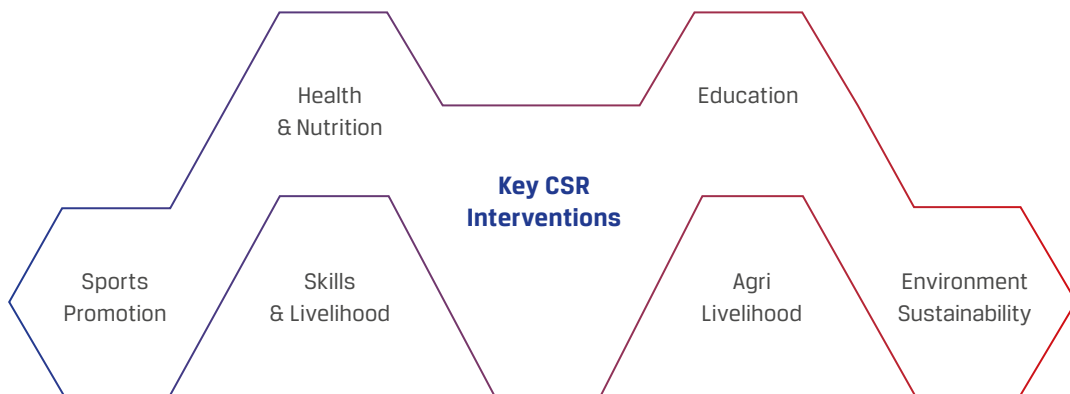 Health
& Nutrition
Education
Key CSR
Interventions
Sports
Promotion
Skills
& Livelihood
Agri
Livelihood
Environment
Sustainability